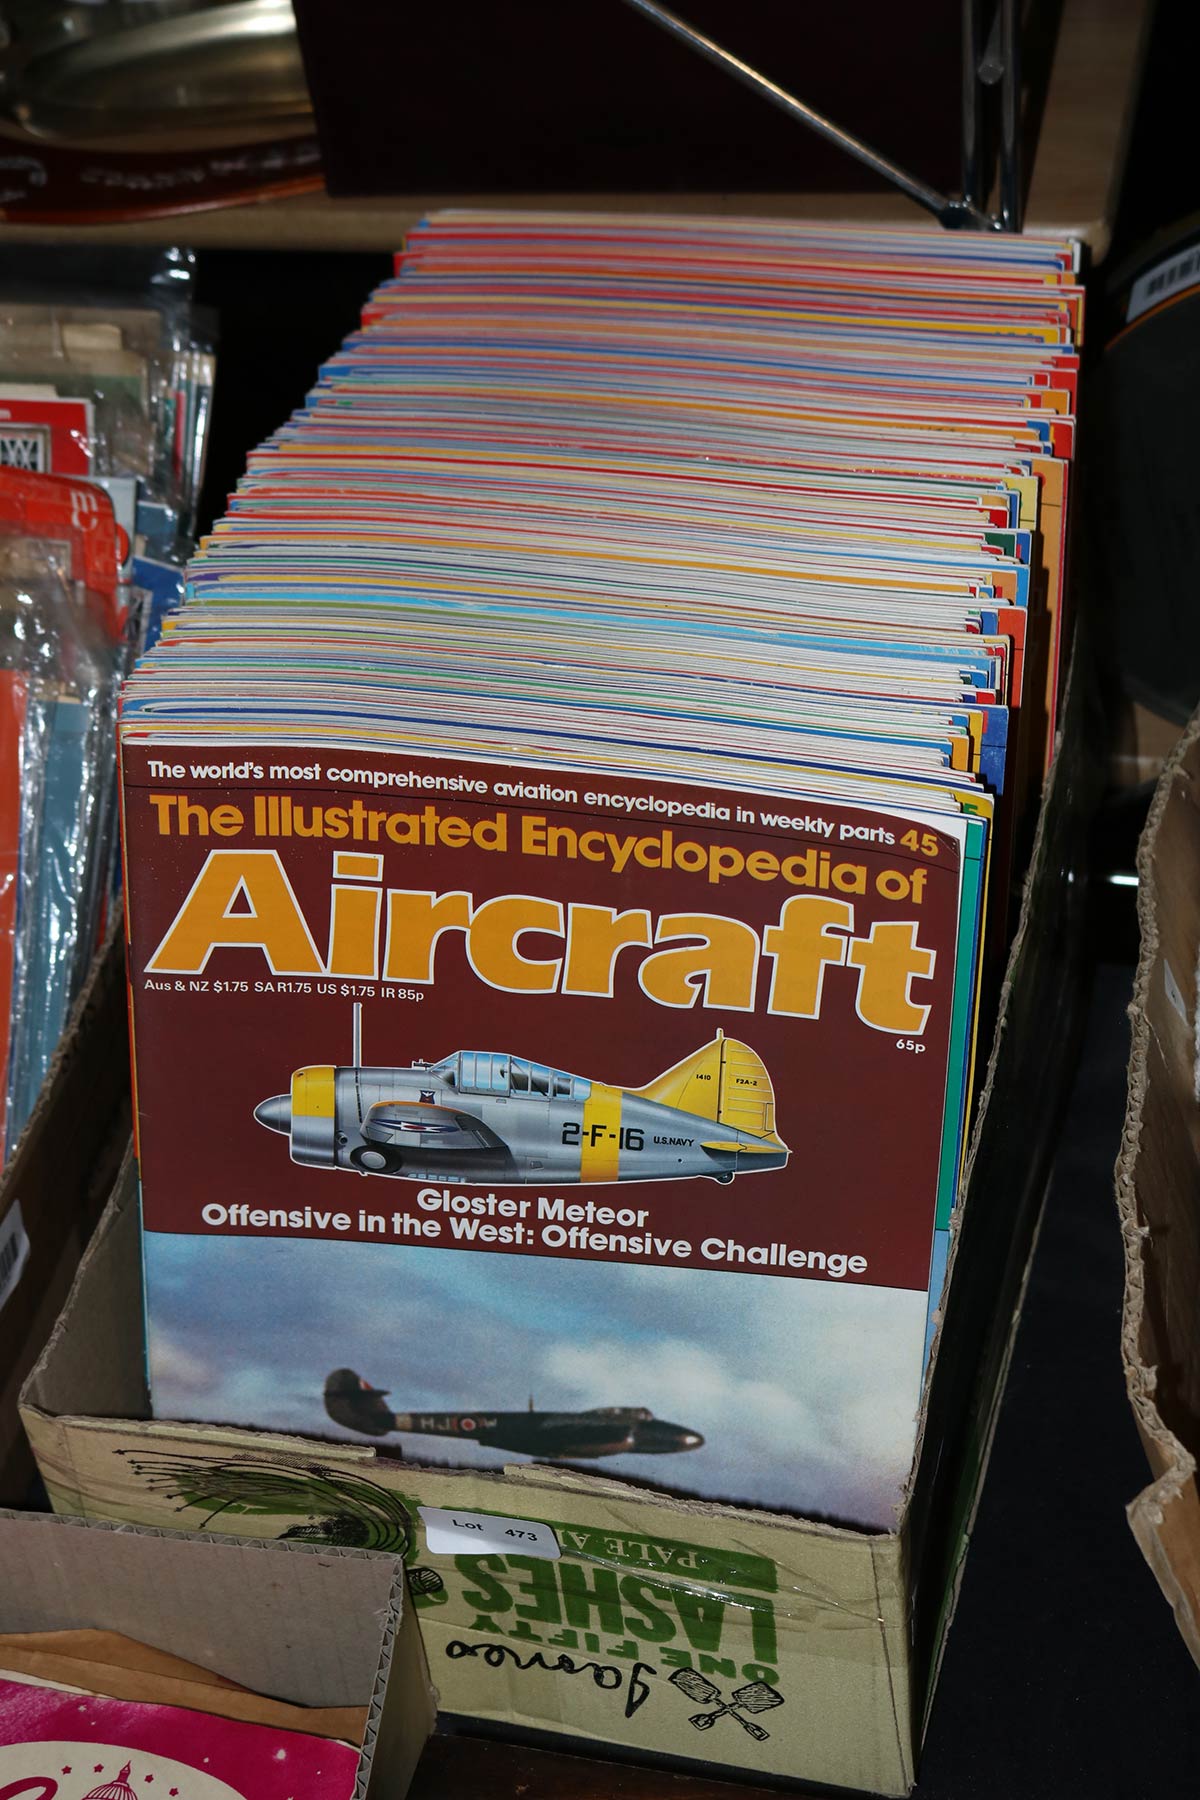 The world's most comprehensive aviation encyclopedia in weekly parts 45
The Illustrated Encyclopedia of
Aircraft
Aus & NZ $1.75 SA R1.75 US $1.75 IR 85p
65p
1410 F2A-2
2-F-16 U.S.NAVY
Gloster Meteor
Offensive in the West: Offensive Challenge
Lot 473
PALE
LASHES
ONE FIFTY
James